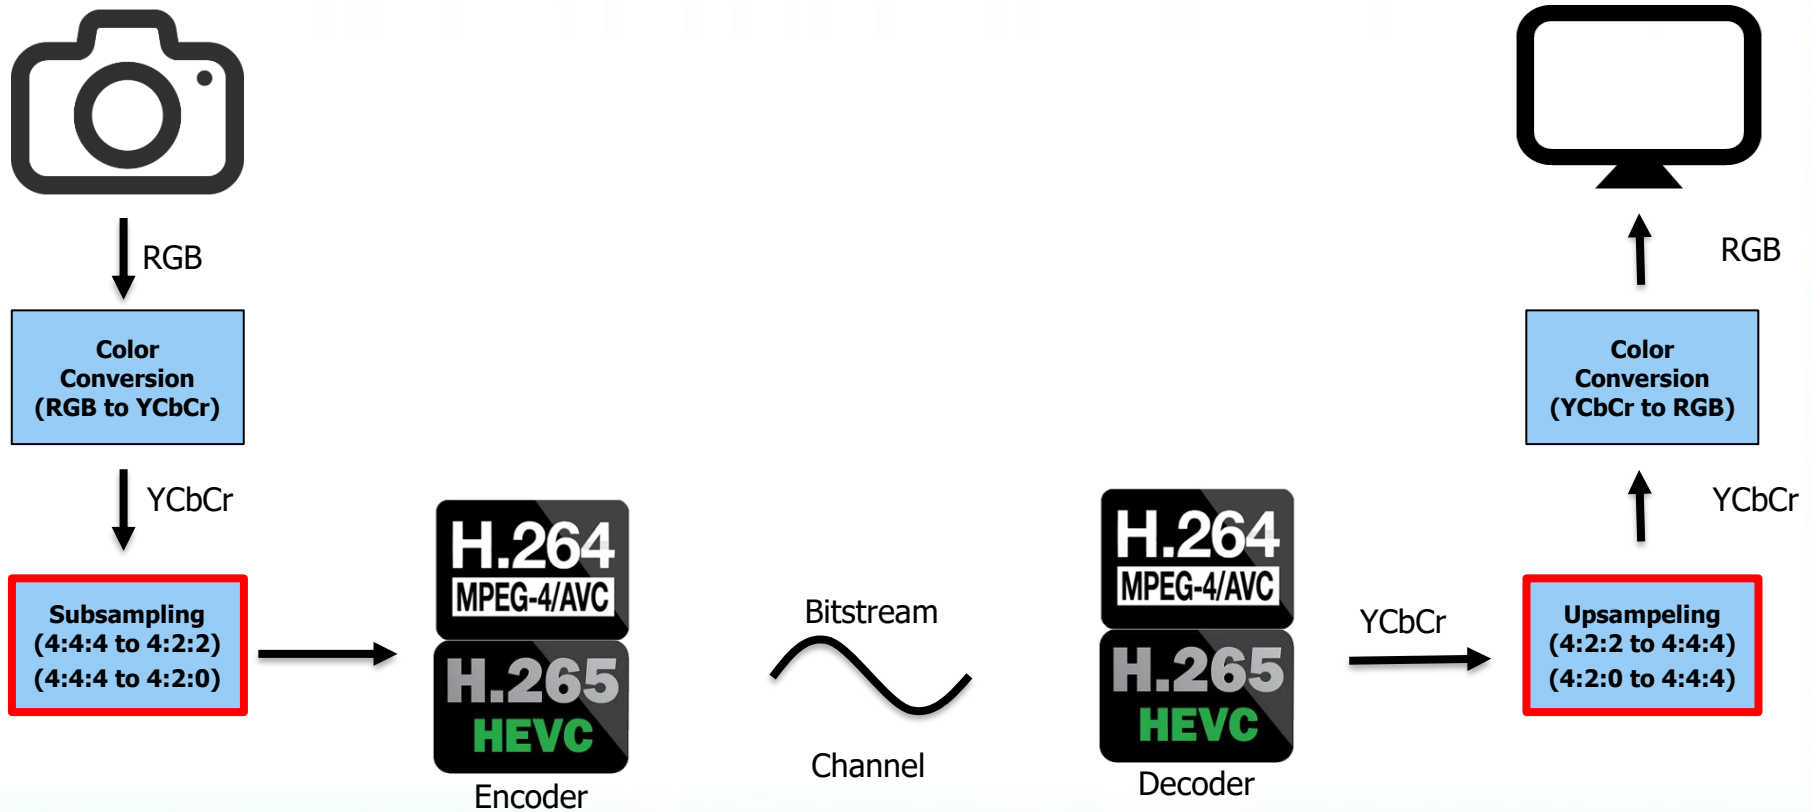 RGB
Color
Conversion
(RGB to YCbCr)
YCbCr
Subsampling
(4:4:4 to 4:2:2)
(4:4:4 to 4:2:0)
H.264
MPEG-4/AVC
H.265
HEVC
Encoder
Bitstream
Channel
H.264
MPEG-4/AVC
H.265
HEVC
Decoder
YCbCr
Upsampeling
(4:2:2 to 4:4:4)
(4:2:0 to 4:4:4)
YCbCr
Color
Conversion
(YCbCr to RGB)
RGB